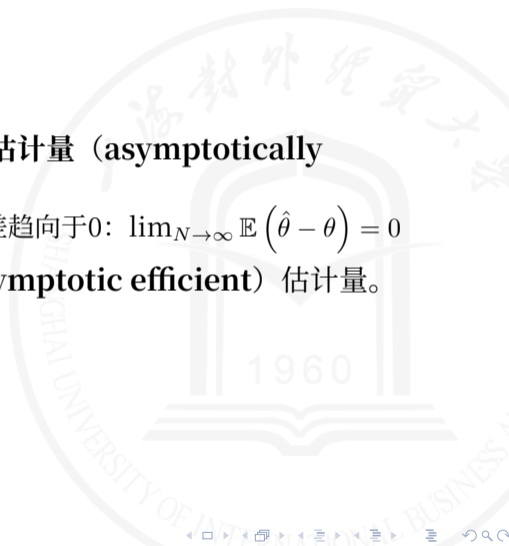 估计量（asymptotically
差趋向于0：lim_{N→∞} 𝔼(θ̂ − θ) = 0
ymptotic efficient）估计量。
1960